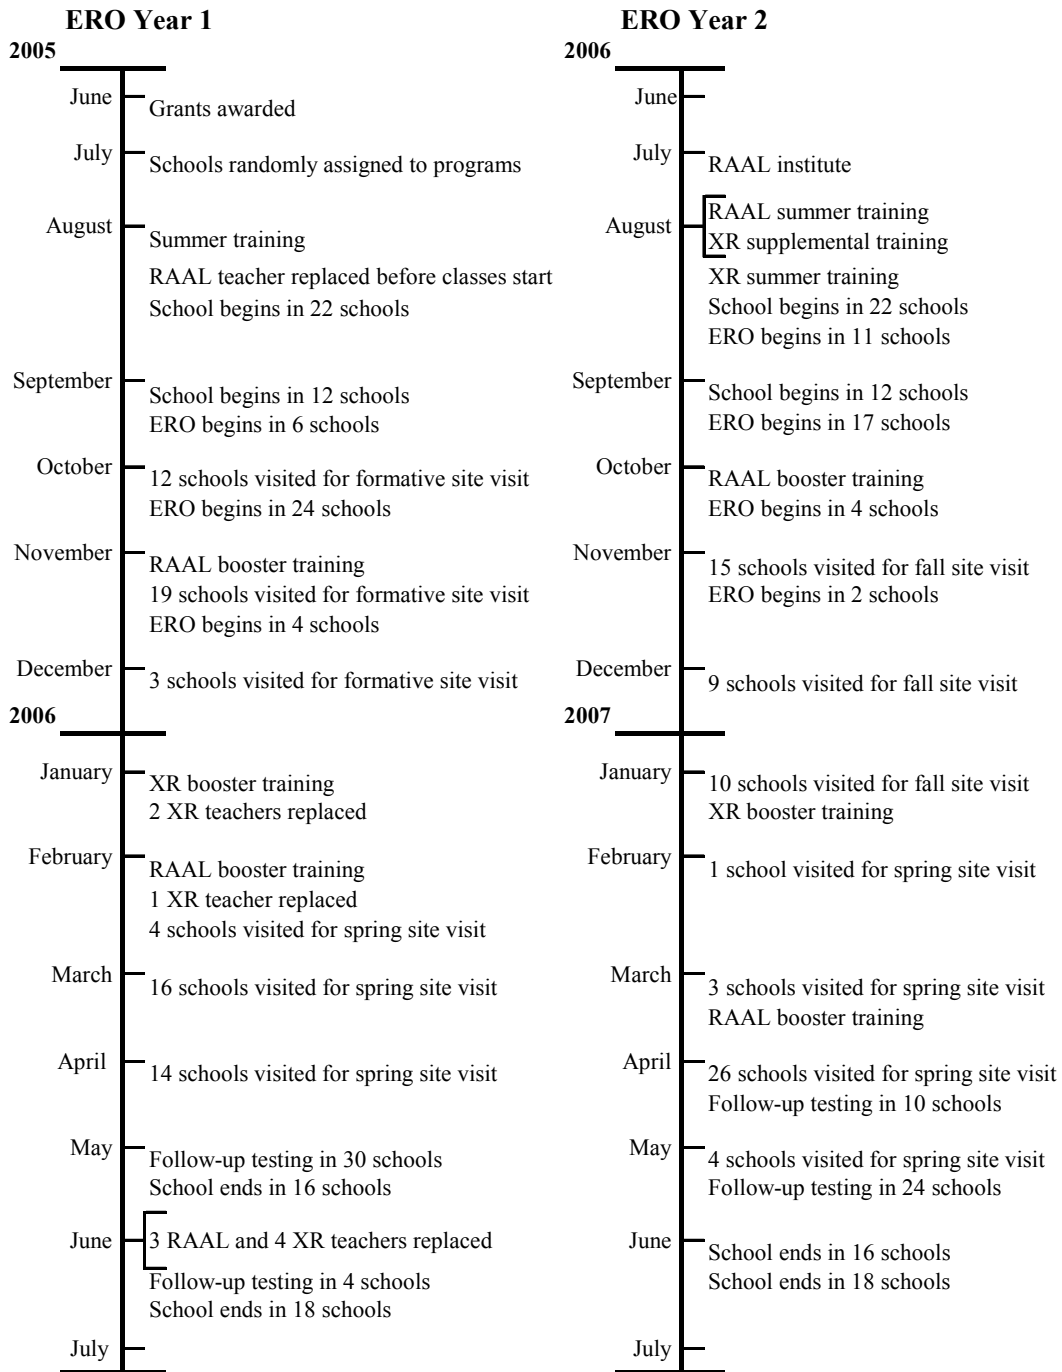 ERO Year 1
2005
June
Grants awarded
July
Schools randomly assigned to programs
August
Summer training
RAAL teacher replaced before classes start
School begins in 22 schools
September
School begins in 12 schools
ERO begins in 6 schools
October
12 schools visited for formative site visit
ERO begins in 24 schools
November
RAAL booster training
19 schools visited for formative site visit
ERO begins in 4 schools
December
3 schools visited for formative site visit
2006
January
XR booster training
2 XR teachers replaced
February
RAAL booster training
1 XR teacher replaced
4 schools visited for spring site visit
March
16 schools visited for spring site visit
April
14 schools visited for spring site visit
May
Follow-up testing in 30 schools
School ends in 16 schools
June
3 RAAL and 4 XR teachers replaced
Follow-up testing in 4 schools
School ends in 18 schools
July
ERO Year 2
2006
June
July
RAAL institute
August
RAAL summer training
XR supplemental training
XR summer training
School begins in 22 schools
ERO begins in 11 schools
September
School begins in 12 schools
ERO begins in 17 schools
October
RAAL booster training
ERO begins in 4 schools
November
15 schools visited for fall site visit
ERO begins in 2 schools
December
9 schools visited for fall site visit
2007
January
10 schools visited for fall site visit
XR booster training
February
1 school visited for spring site visit
March
3 schools visited for spring site visit
RAAL booster training
April
26 schools visited for spring site visit
Follow-up testing in 10 schools
May
4 schools visited for spring site visit
Follow-up testing in 24 schools
June
School ends in 16 schools
School ends in 18 schools
July